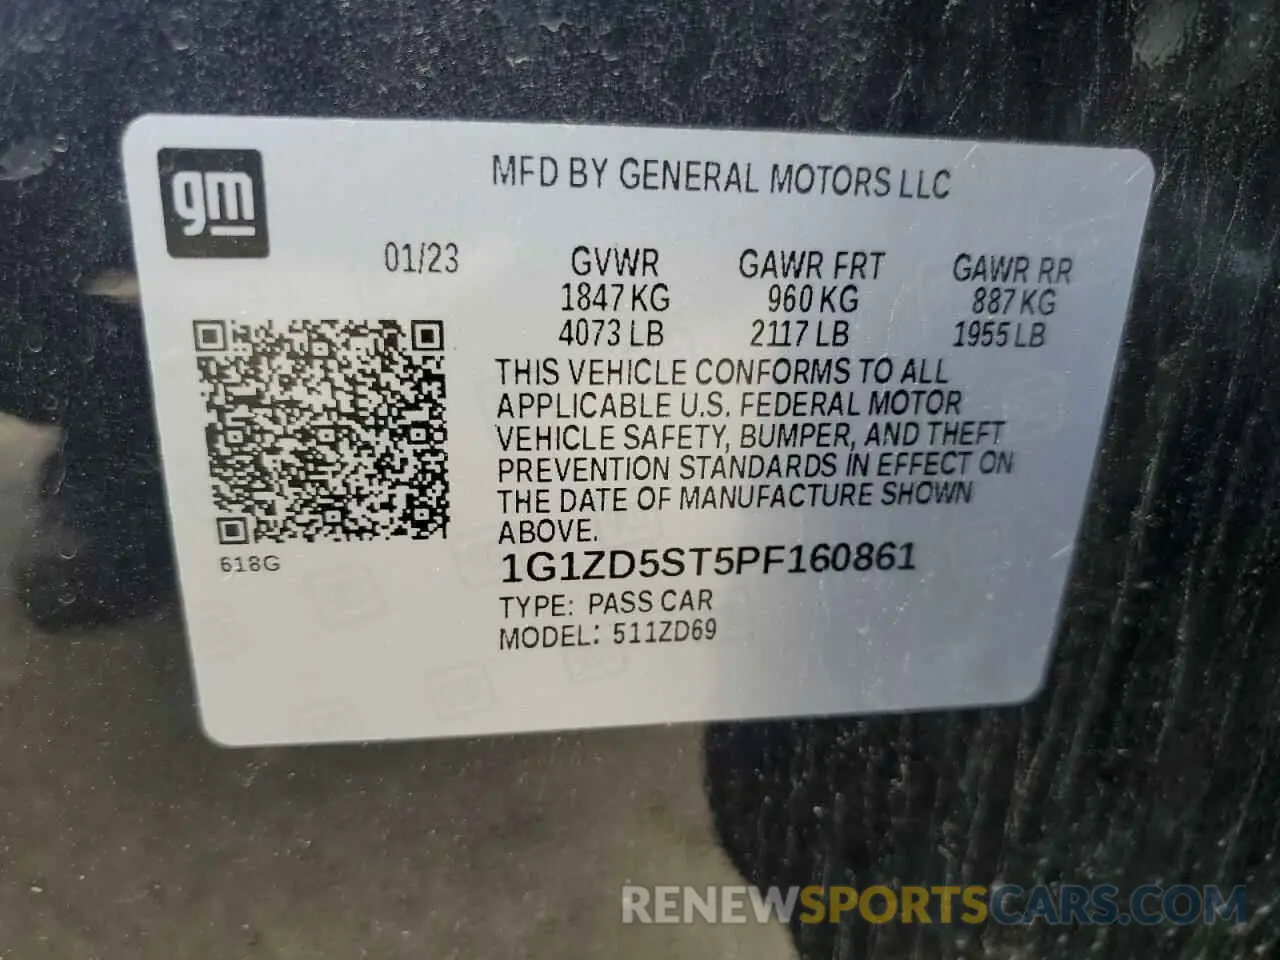 gm
MFD BY GENERAL MOTORS LLC
01/23 GVWR GAWR FRT GAWR RR
1847 KG 960 KG 887 KG
4073 LB 2117 LB 1955 LB
THIS VEHICLE CONFORMS TO ALL
APPLICABLE U.S. FEDERAL MOTOR
VEHICLE SAFETY, BUMPER, AND THEFT
PREVENTION STANDARDS IN EFFECT ON
THE DATE OF MANUFACTURE SHOWN
ABOVE.
618G
1G1ZD5ST5PF160861
TYPE: PASS CAR
MODEL: 511ZD69
RENEWSPORTSCARS.COM